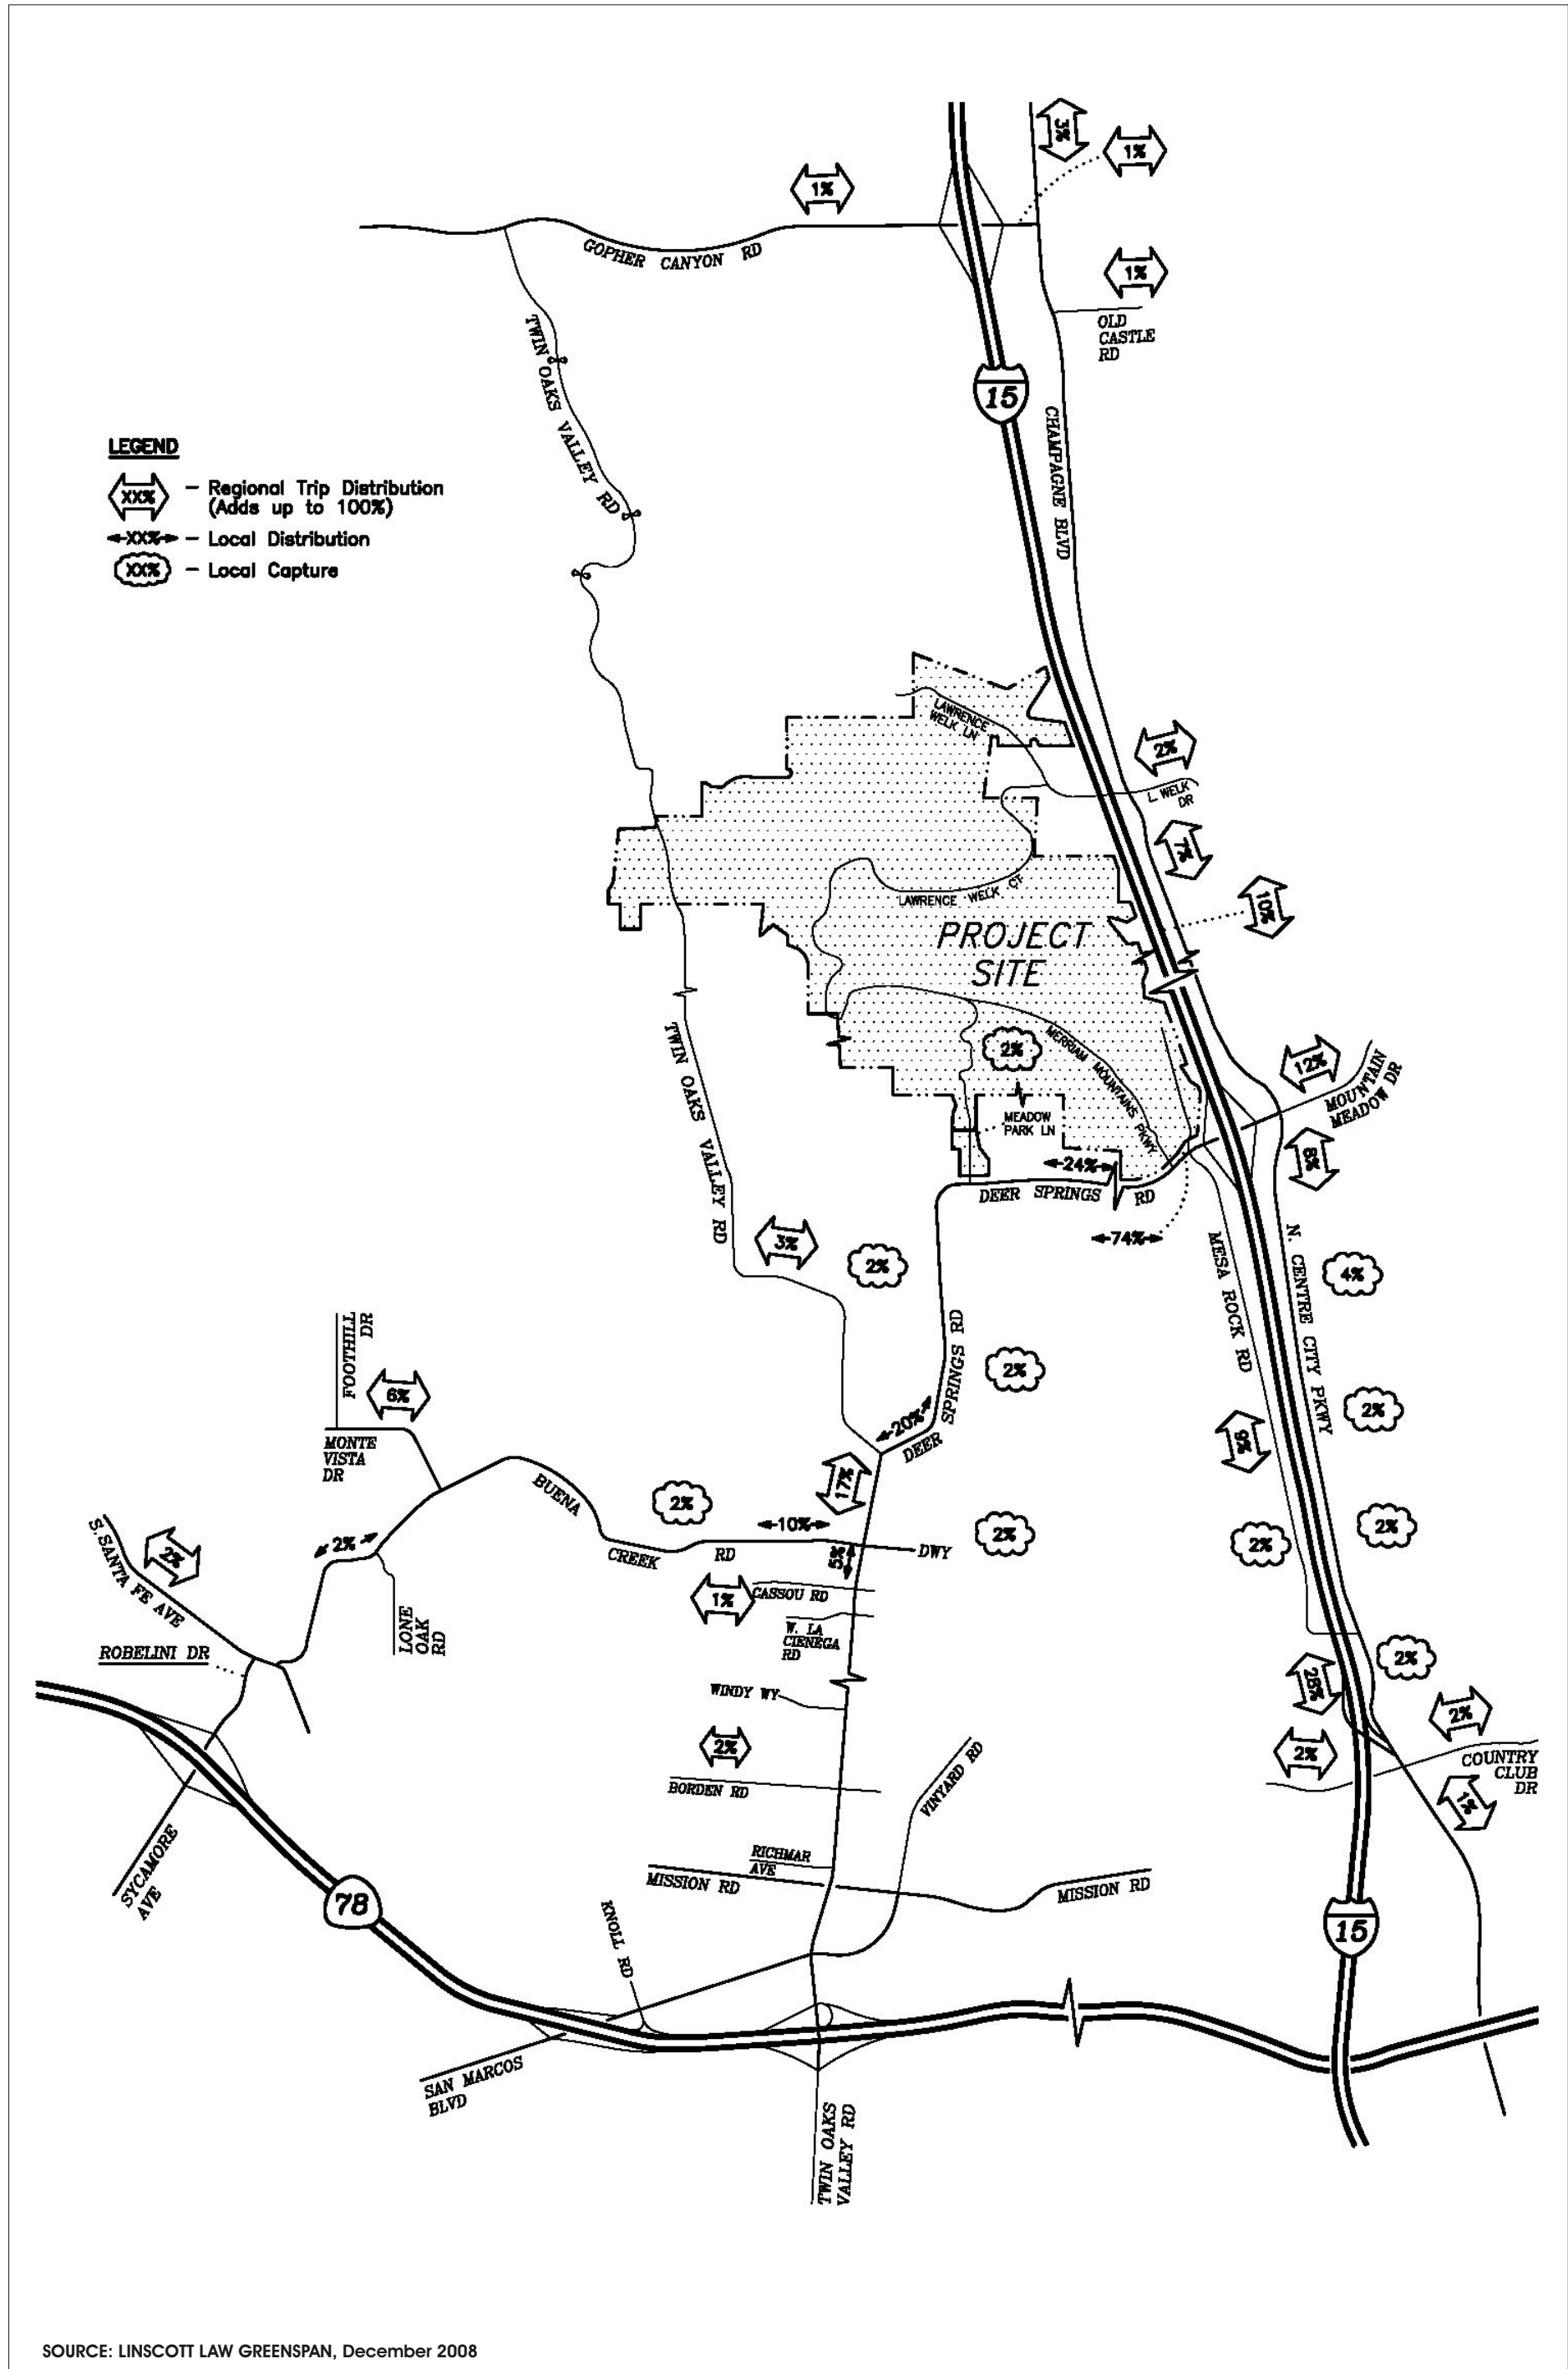 3%
1%
1%
GOPHER CANYON RD
1%
OLD
CASTLE
RD
TWIN OAKS VALLEY RD
15
CHAMPAGNE BLVD
LEGEND
XX% – Regional Trip Distribution
(Adds up to 100%)
XX% – Local Distribution
XX% – Local Capture
LAWRENCE
WELK LN
2%
L. WELK
DR
7%
LAWRENCE WELK CT
10%
PROJECT
SITE
TWIN OAKS VALLEY RD
2%
MERRIAM MOUNTAINS PKWY
12%
MOUNTAIN
MEADOW DR
MEADOW
PARK LN
24%
DEER SPRINGS RD
74%
3%
2%
MESA ROCK RD
N. CENTRE CITY PKWY
4%
FOOTHILL
DR
6%
MONTE
VISTA
DR
2%
SPRINGS RD
20%
DEER
9%
2%
17%
BUENA
2%
10%
CREEK RD
DWY
2%
5%
2%
2%
S. SANTA FE AVE
2%
2%
LONE
OAK
RD
1%
CASSOU RD
W. LA
CIENEGA
RD
ROBELINI DR
WINDY WY
28%
2%
2%
2%
2%
BORDEN RD
VINYARD RD
COUNTRY
CLUB
DR
1%
SYCAMORE
AVE
RICHMAR
AVE
MISSION RD
MISSION RD
78
KNOLL RD
15
SAN MARCOS
BLVD
TWIN OAKS
VALLEY RD
SOURCE: LINSCOTT LAW GREENSPAN, December 2008